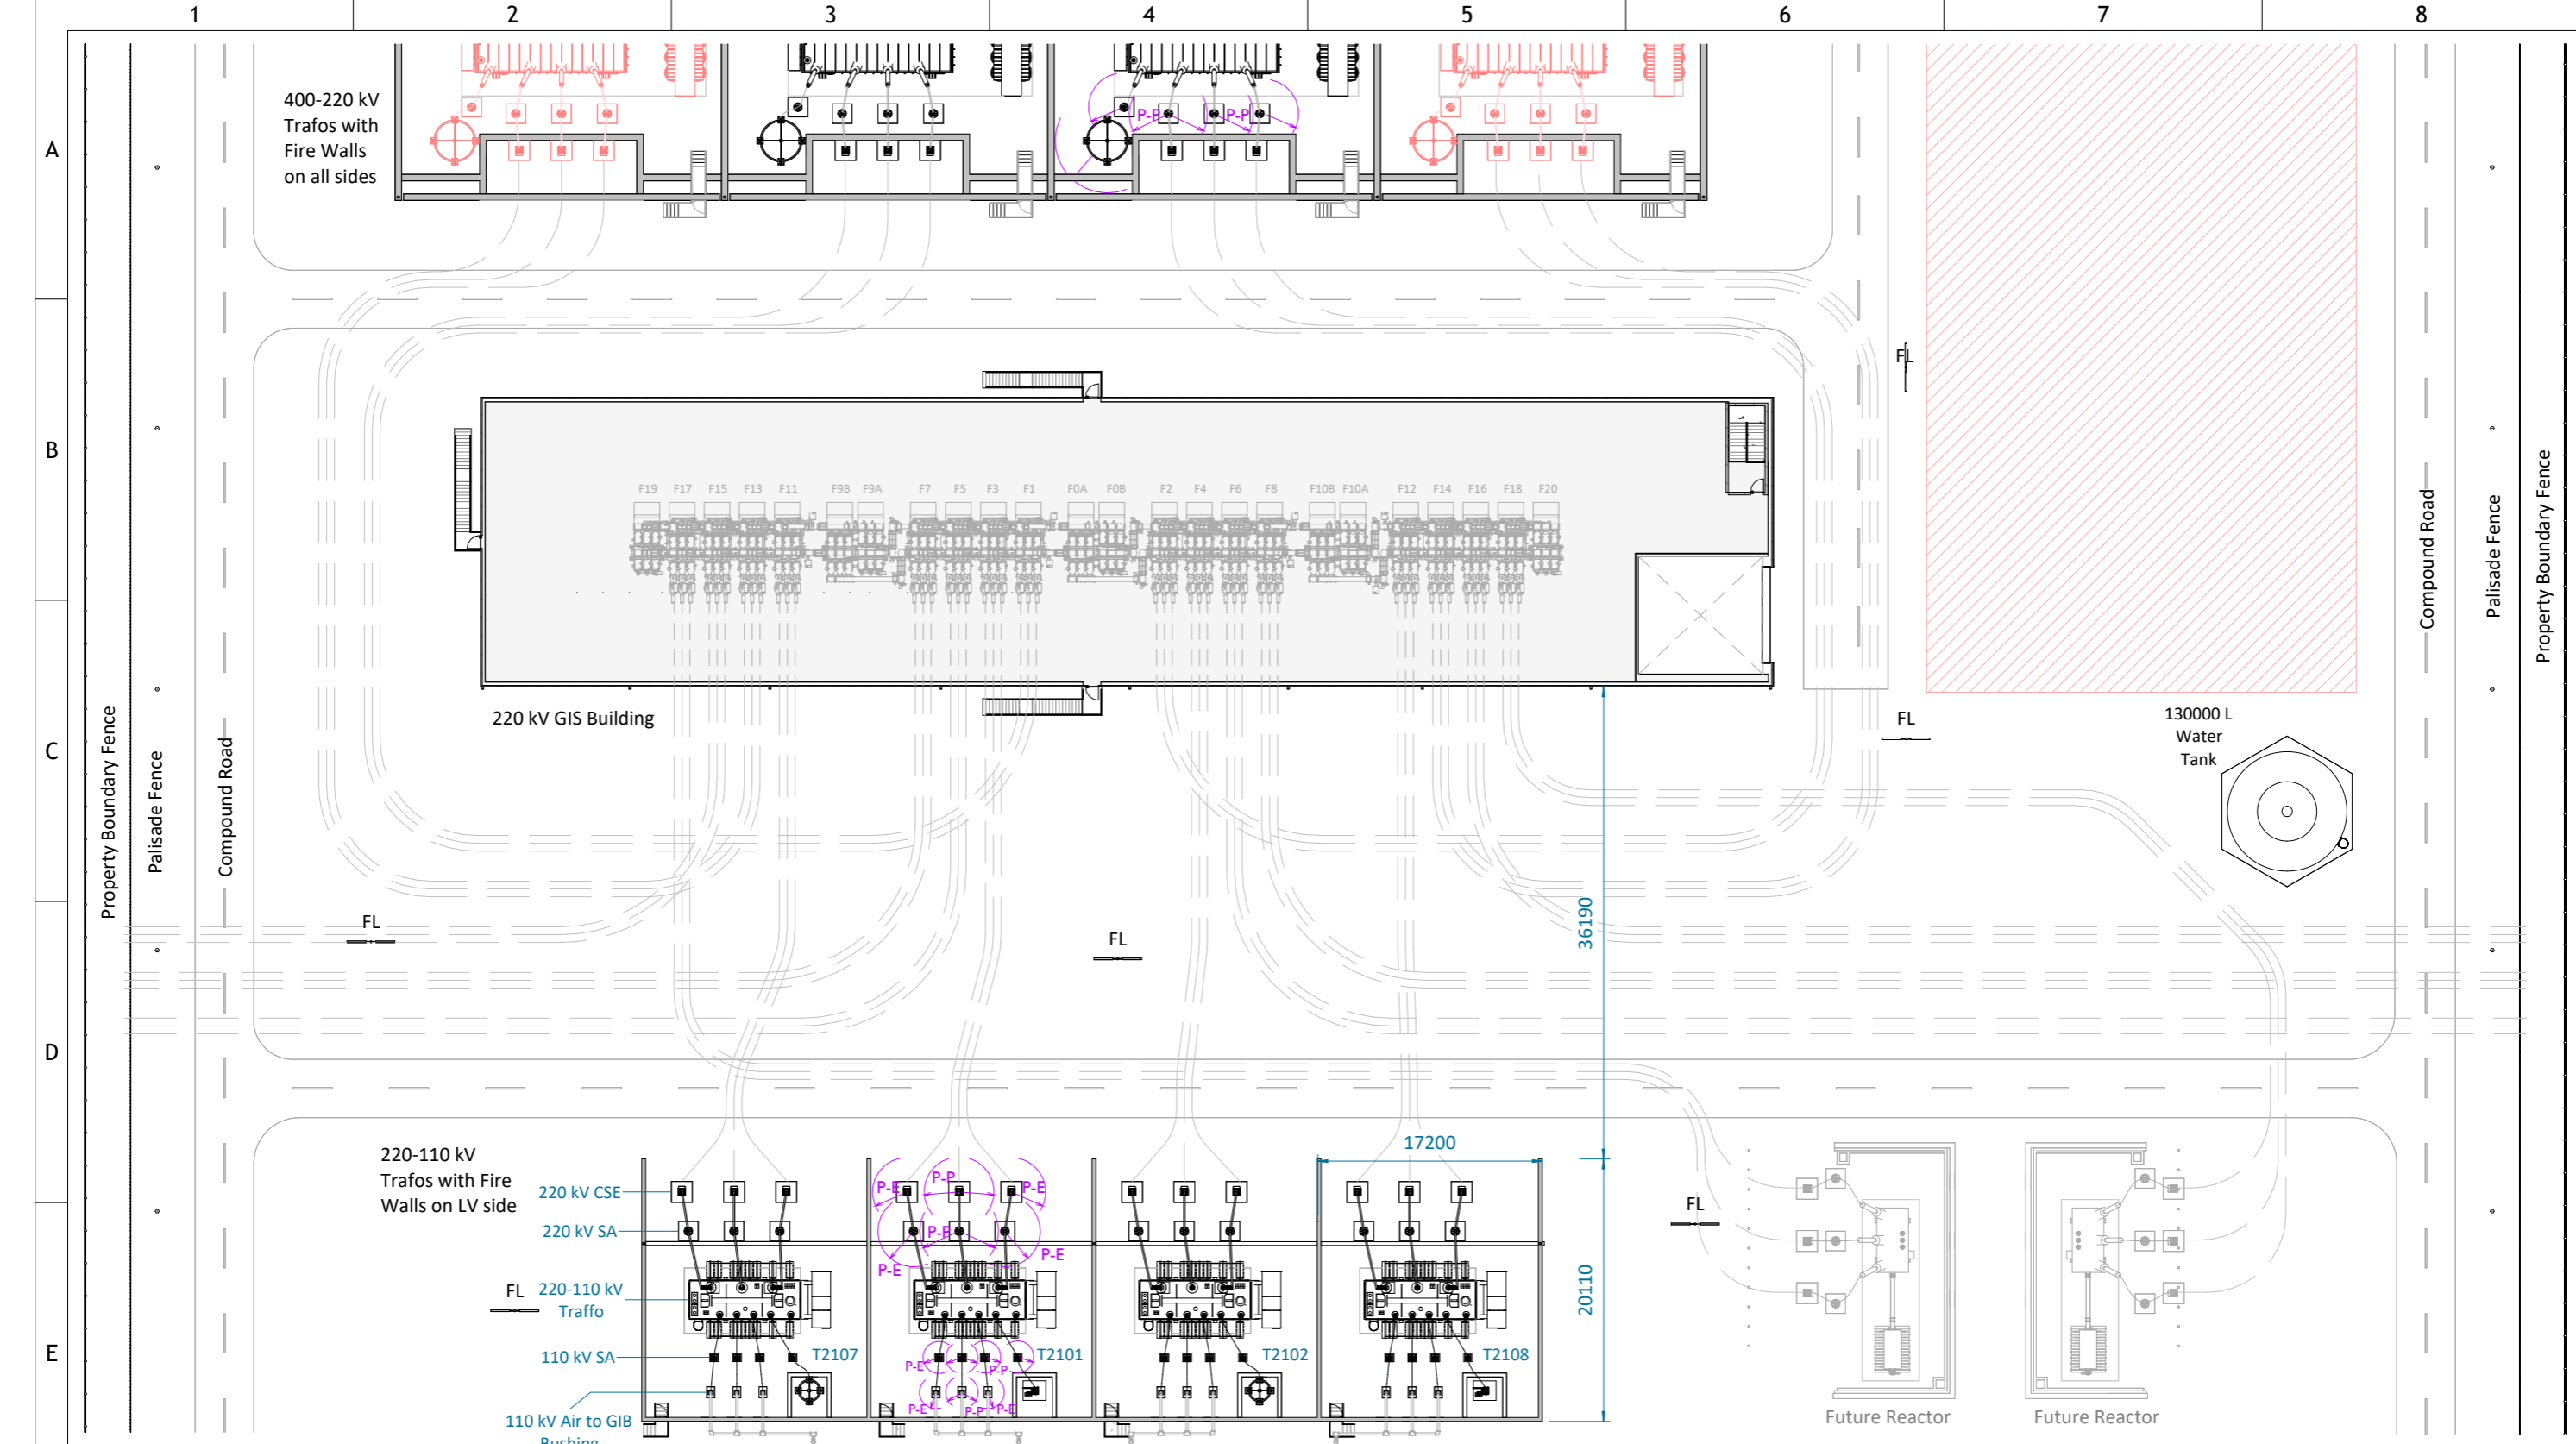 1
2
3
4
5
6
7
8
A
B
C
D
E
400-220 kV
Trafos with
Fire Walls
on all sides
P-P
P-P
FL
F19
F17
F15
F13
F11
F9B
F9A
F7
F5
F3
F1
F0A
F0B
F2
F4
F6
F8
F10B
F10A
F12
F14
F16
F18
F20
220 kV GIS Building
Property Boundary Fence
Palisade Fence
Compound Road
Compound Road
Palisade Fence
Property Boundary Fence
FL
130000 L
Water
Tank
FL
FL
36190
220-110 kV
Trafos with Fire
Walls on LV side
17200
220 kV CSE
220 kV SA
P-E
P-P
P-E
P-P
P-E
P-E
FL
FL
220-110 kV
Traffo
20110
110 kV SA
T2107
P-E
P-P
T2101
T2102
T2108
P-E
P-P
P-E
110 kV Air to GIB
Bushing
Future Reactor
Future Reactor